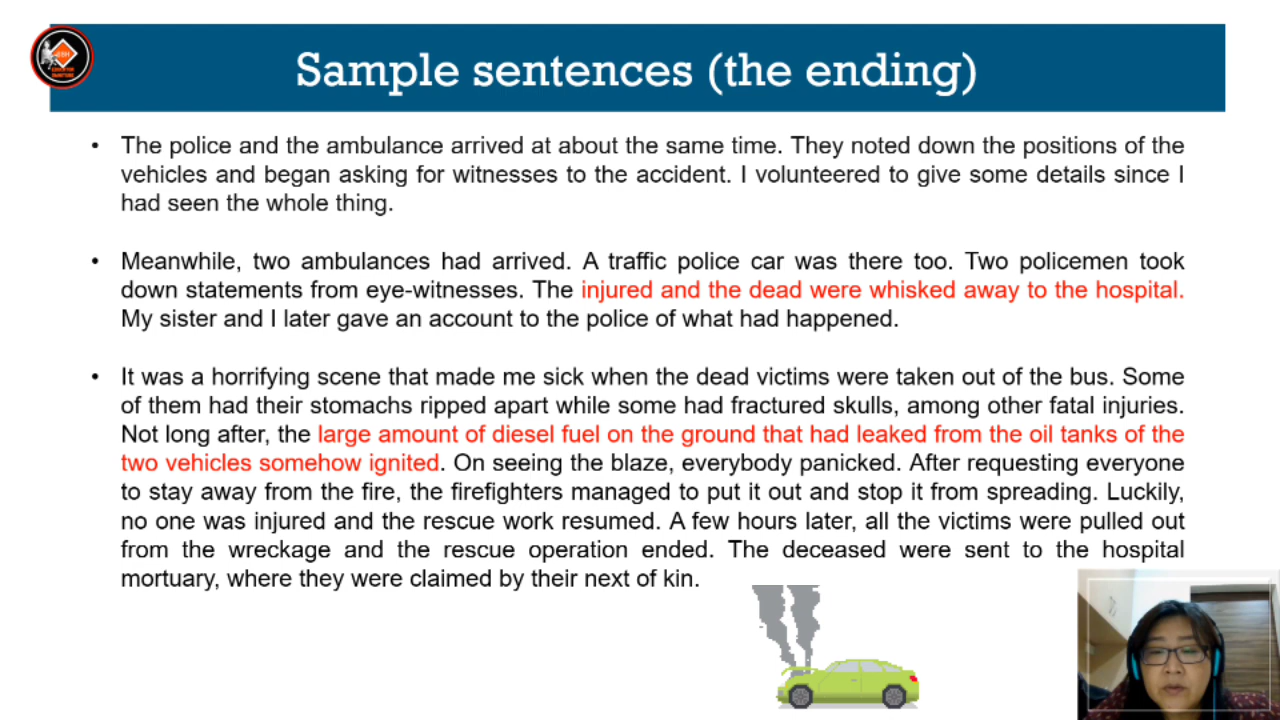 Sample sentences (the ending)
• The police and the ambulance arrived at about the same time. They noted down the positions of the
vehicles and began asking for witnesses to the accident. I volunteered to give some details since I
had seen the whole thing.
• Meanwhile, two ambulances had arrived. A traffic police car was there too. Two policemen took
down statements from eye-witnesses. The injured and the dead were whisked away to the hospital.
My sister and I later gave an account to the police of what had happened.
• It was a horrifying scene that made me sick when the dead victims were taken out of the bus. Some
of them had their stomachs ripped apart while some had fractured skulls, among other fatal injuries.
Not long after, the large amount of diesel fuel on the ground that had leaked from the oil tanks of the
two vehicles somehow ignited. On seeing the blaze, everybody panicked. After requesting everyone
to stay away from the fire, the firefighters managed to put it out and stop it from spreading. Luckily,
no one was injured and the rescue work resumed. A few hours later, all the victims were pulled out
from the wreckage and the rescue operation ended. The deceased were sent to the hospital
mortuary, where they were claimed by their next of kin.